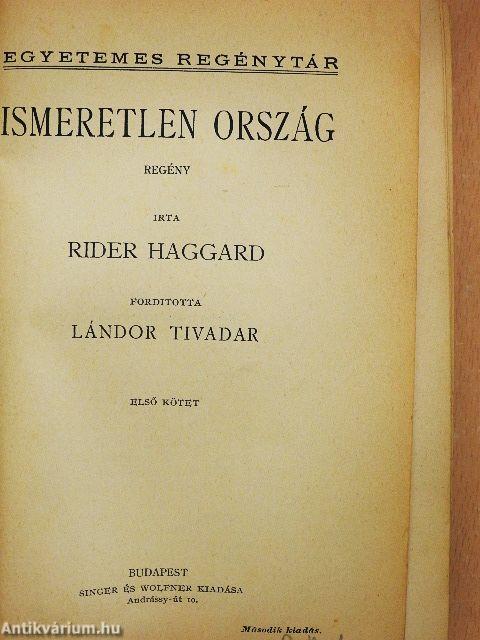 EGYETEMES REGÉNYTÁR
ISMERETLEN ORSZÁG
REGÉNY
IRTA
RIDER HAGGARD
FORDITOTTA
LÁNDOR TIVADAR
ELSŐ KÖTET
BUDAPEST
SINGER ÉS WOLFNER KIADÁSA
Andrássy-út 10.
Második kiadás.
Antikvárium.hu